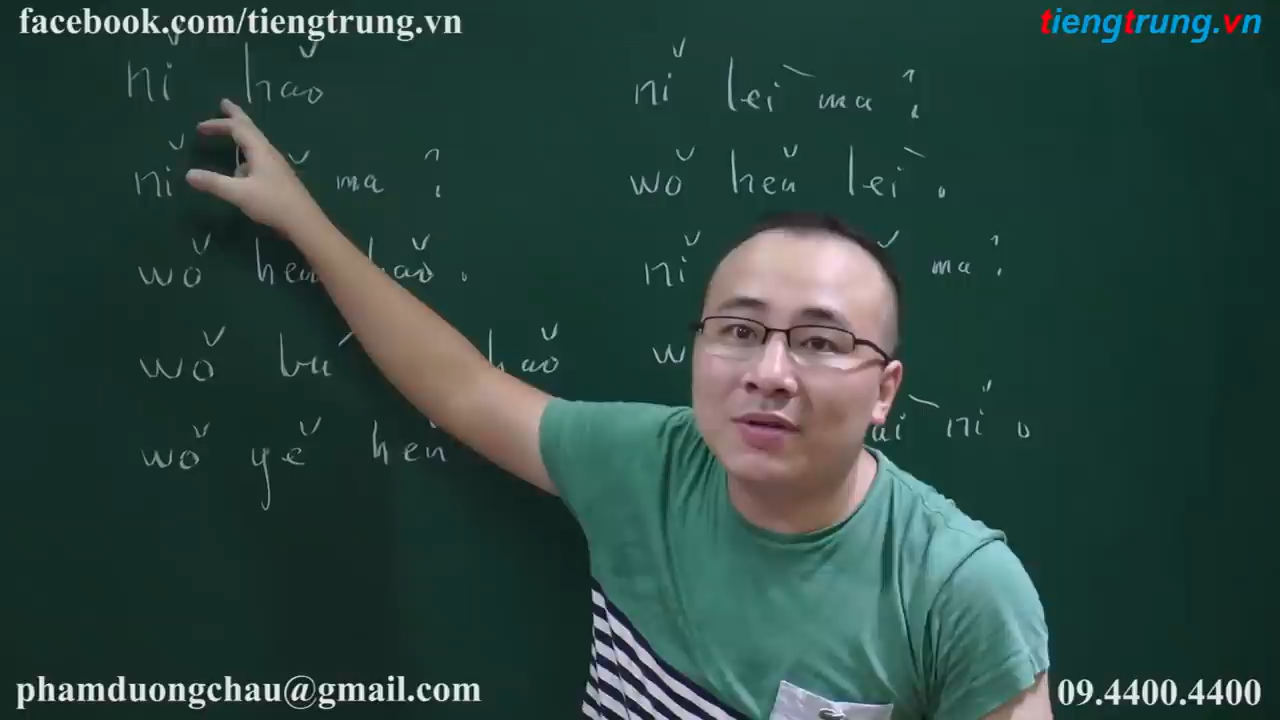 facebook.com/tiengtrung.vn
tiengtrung.vn
nǐ hǎo
nǐ ma ?
wǒ hěn hǎo .
wǒ bù hǎo
wǒ yě hěn
nǐ lèi ma ?
wǒ hěn lèi .
nǐ ma ?
nǐ 。
phamduongchau@gmail.com
09.4400.4400